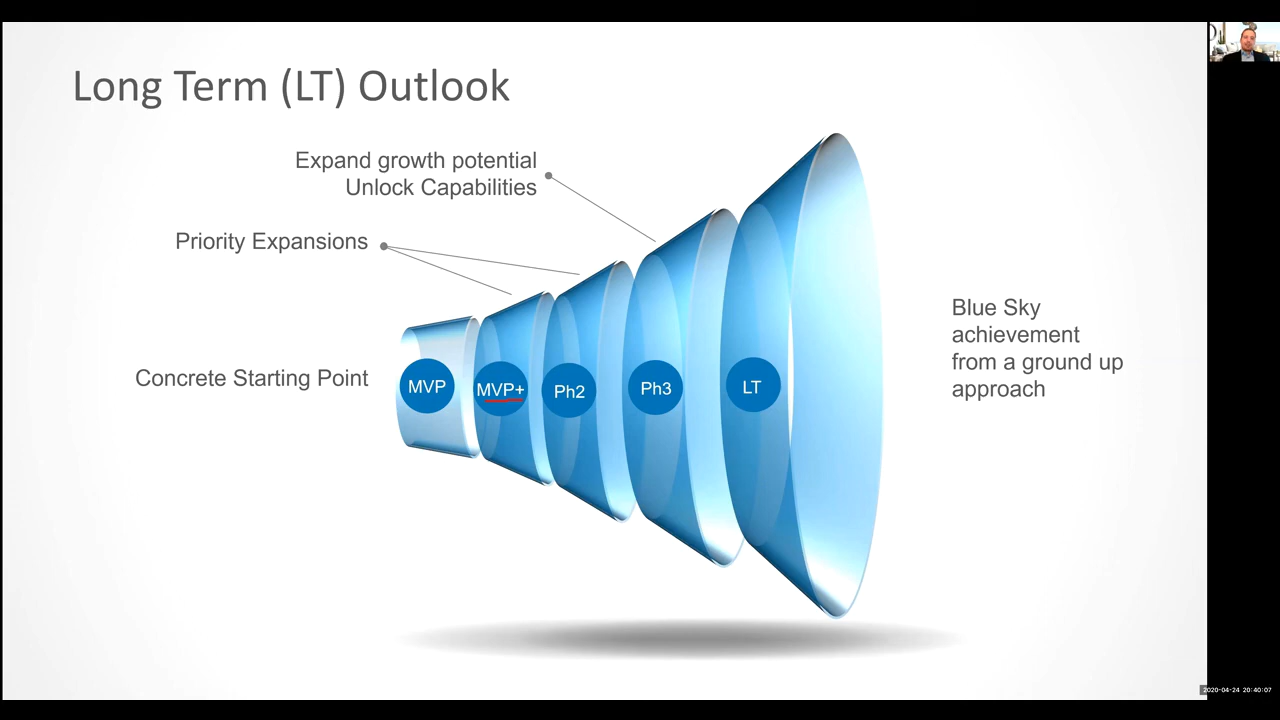 Long Term (LT) Outlook
Expand growth potential
Unlock Capabilities
Priority Expansions
Concrete Starting Point
MVP
MVP+
Ph2
Ph3
LT
Blue Sky
achievement
from a ground up
approach
2020-04-24 20:40:07